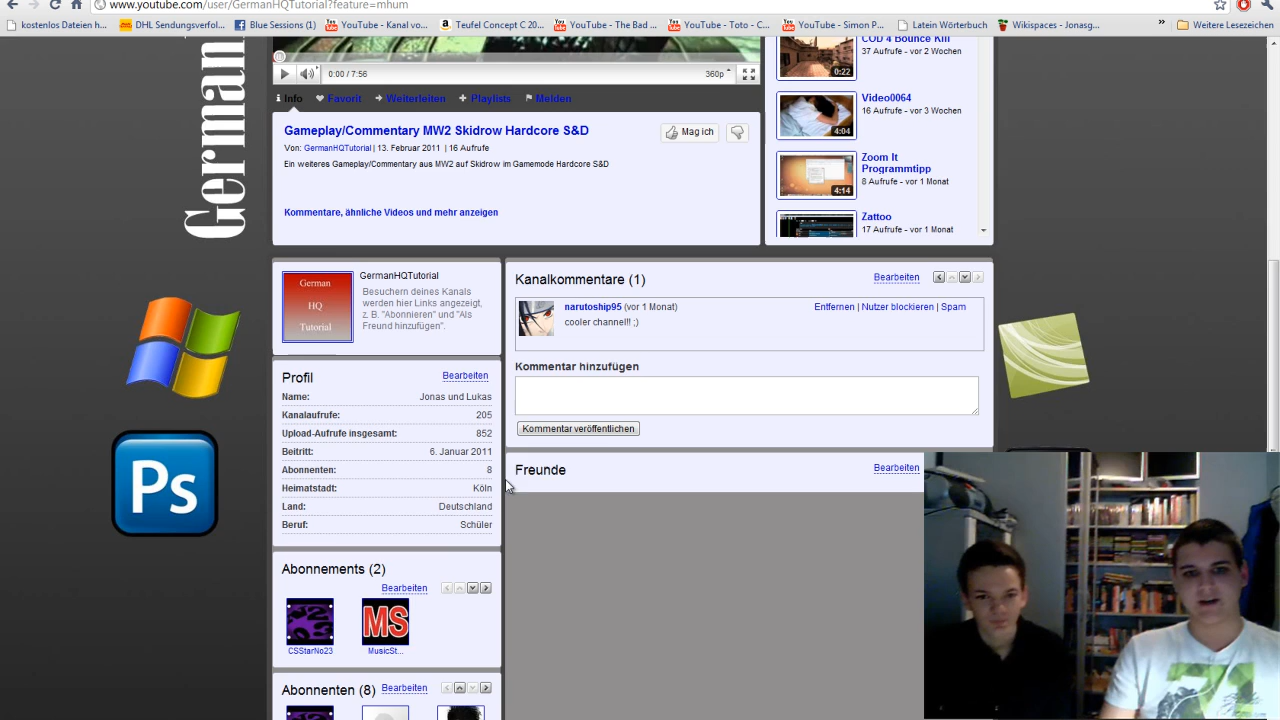 www.youtube.com/user/GermanHQTutorial?feature=mhum
kostenloses Dateien...
DHL Sendungsverfol...
Blue Sessions (1)
YouTube - Kanal vo...
Teufel Concept C 20...
YouTube - The Bad ...
YouTube - Toto - C...
YouTube - Simon P...
Latein Wörterbuch
Wikispaces - Jonasg...
»
Weitere Lesezeichen
German
0:00 / 7:56
360p
Info
Favorit
Weiterleiten
Playlists
Melden
Gameplay/Commentary MW2 Skidrow Hardcore S&D
Mag ich
Von: GermanHQTutorial | 13. Februar 2011 | 16 Aufrufe
Ein weiteres Gameplay/Commentary aus MW2 auf Skidrow im Gamemode Hardcore S&D
Kommentare, ähnliche Videos und mehr anzeigen
COD 4 Bounce Kill
37 Aufrufe - vor 2 Wochen
0:22
Video0064
16 Aufrufe - vor 3 Wochen
4:04
Zoom It
Programmtipp
8 Aufrufe - vor 1 Monat
4:14
Zattoo
17 Aufrufe - vor 1 Monat
German
HQ
Tutorial
GermanHQTutorial
Besuchern deines Kanals
werden hier Links angezeigt,
z. B. "Abonnieren" und "Als
Freund hinzufügen".
Profil
Bearbeiten
Name: Jonas und Lukas
Kanalaufrufe: 205
Upload-Aufrufe insgesamt: 852
Beitritt: 6. Januar 2011
Abonnenten: 8
Heimatstadt: Köln
Land: Deutschland
Beruf: Schüler
Abonnements (2)
Bearbeiten
MS
CSStarNo23
MusicSt...
Abonnenten (8)
Bearbeiten
Kanalkommentare (1)
Bearbeiten
narutoship95 (vor 1 Monat)
Entfernen | Nutzer blockieren | Spam
cooler channel!! ;)
Kommentar hinzufügen
Kommentar veröffentlichen
Freunde
Bearbeiten
Ps